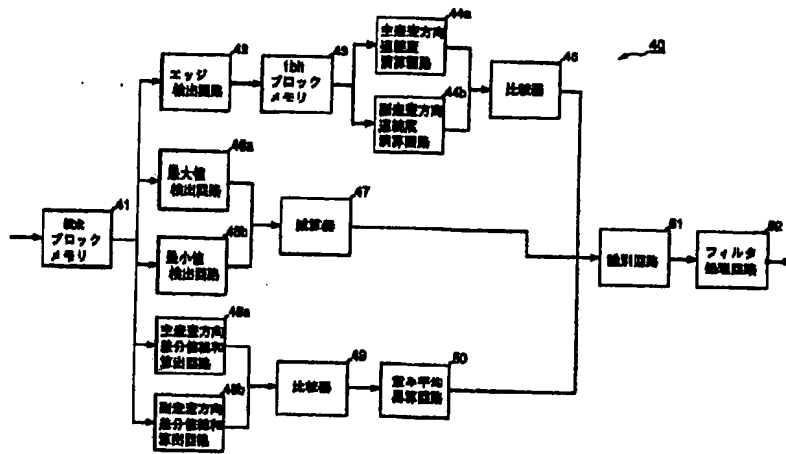 40
42
エッジ
検出回路
43
1bit
ブロック
メモリ
44a
主走査方向
連続度
演算回路
44b
副走査方向
連続度
演算回路
45
比較器
41
ブロック
メモリ
46a
最大値
検出回路
46b
最小値
検出回路
47
減算器
48a
主走査方向
差分値総和
算出回路
48b
副走査方向
差分値総和
算出回路
49
比較器
50
重み平均
演算回路
51
識別回路
52
フィルタ
処理回路